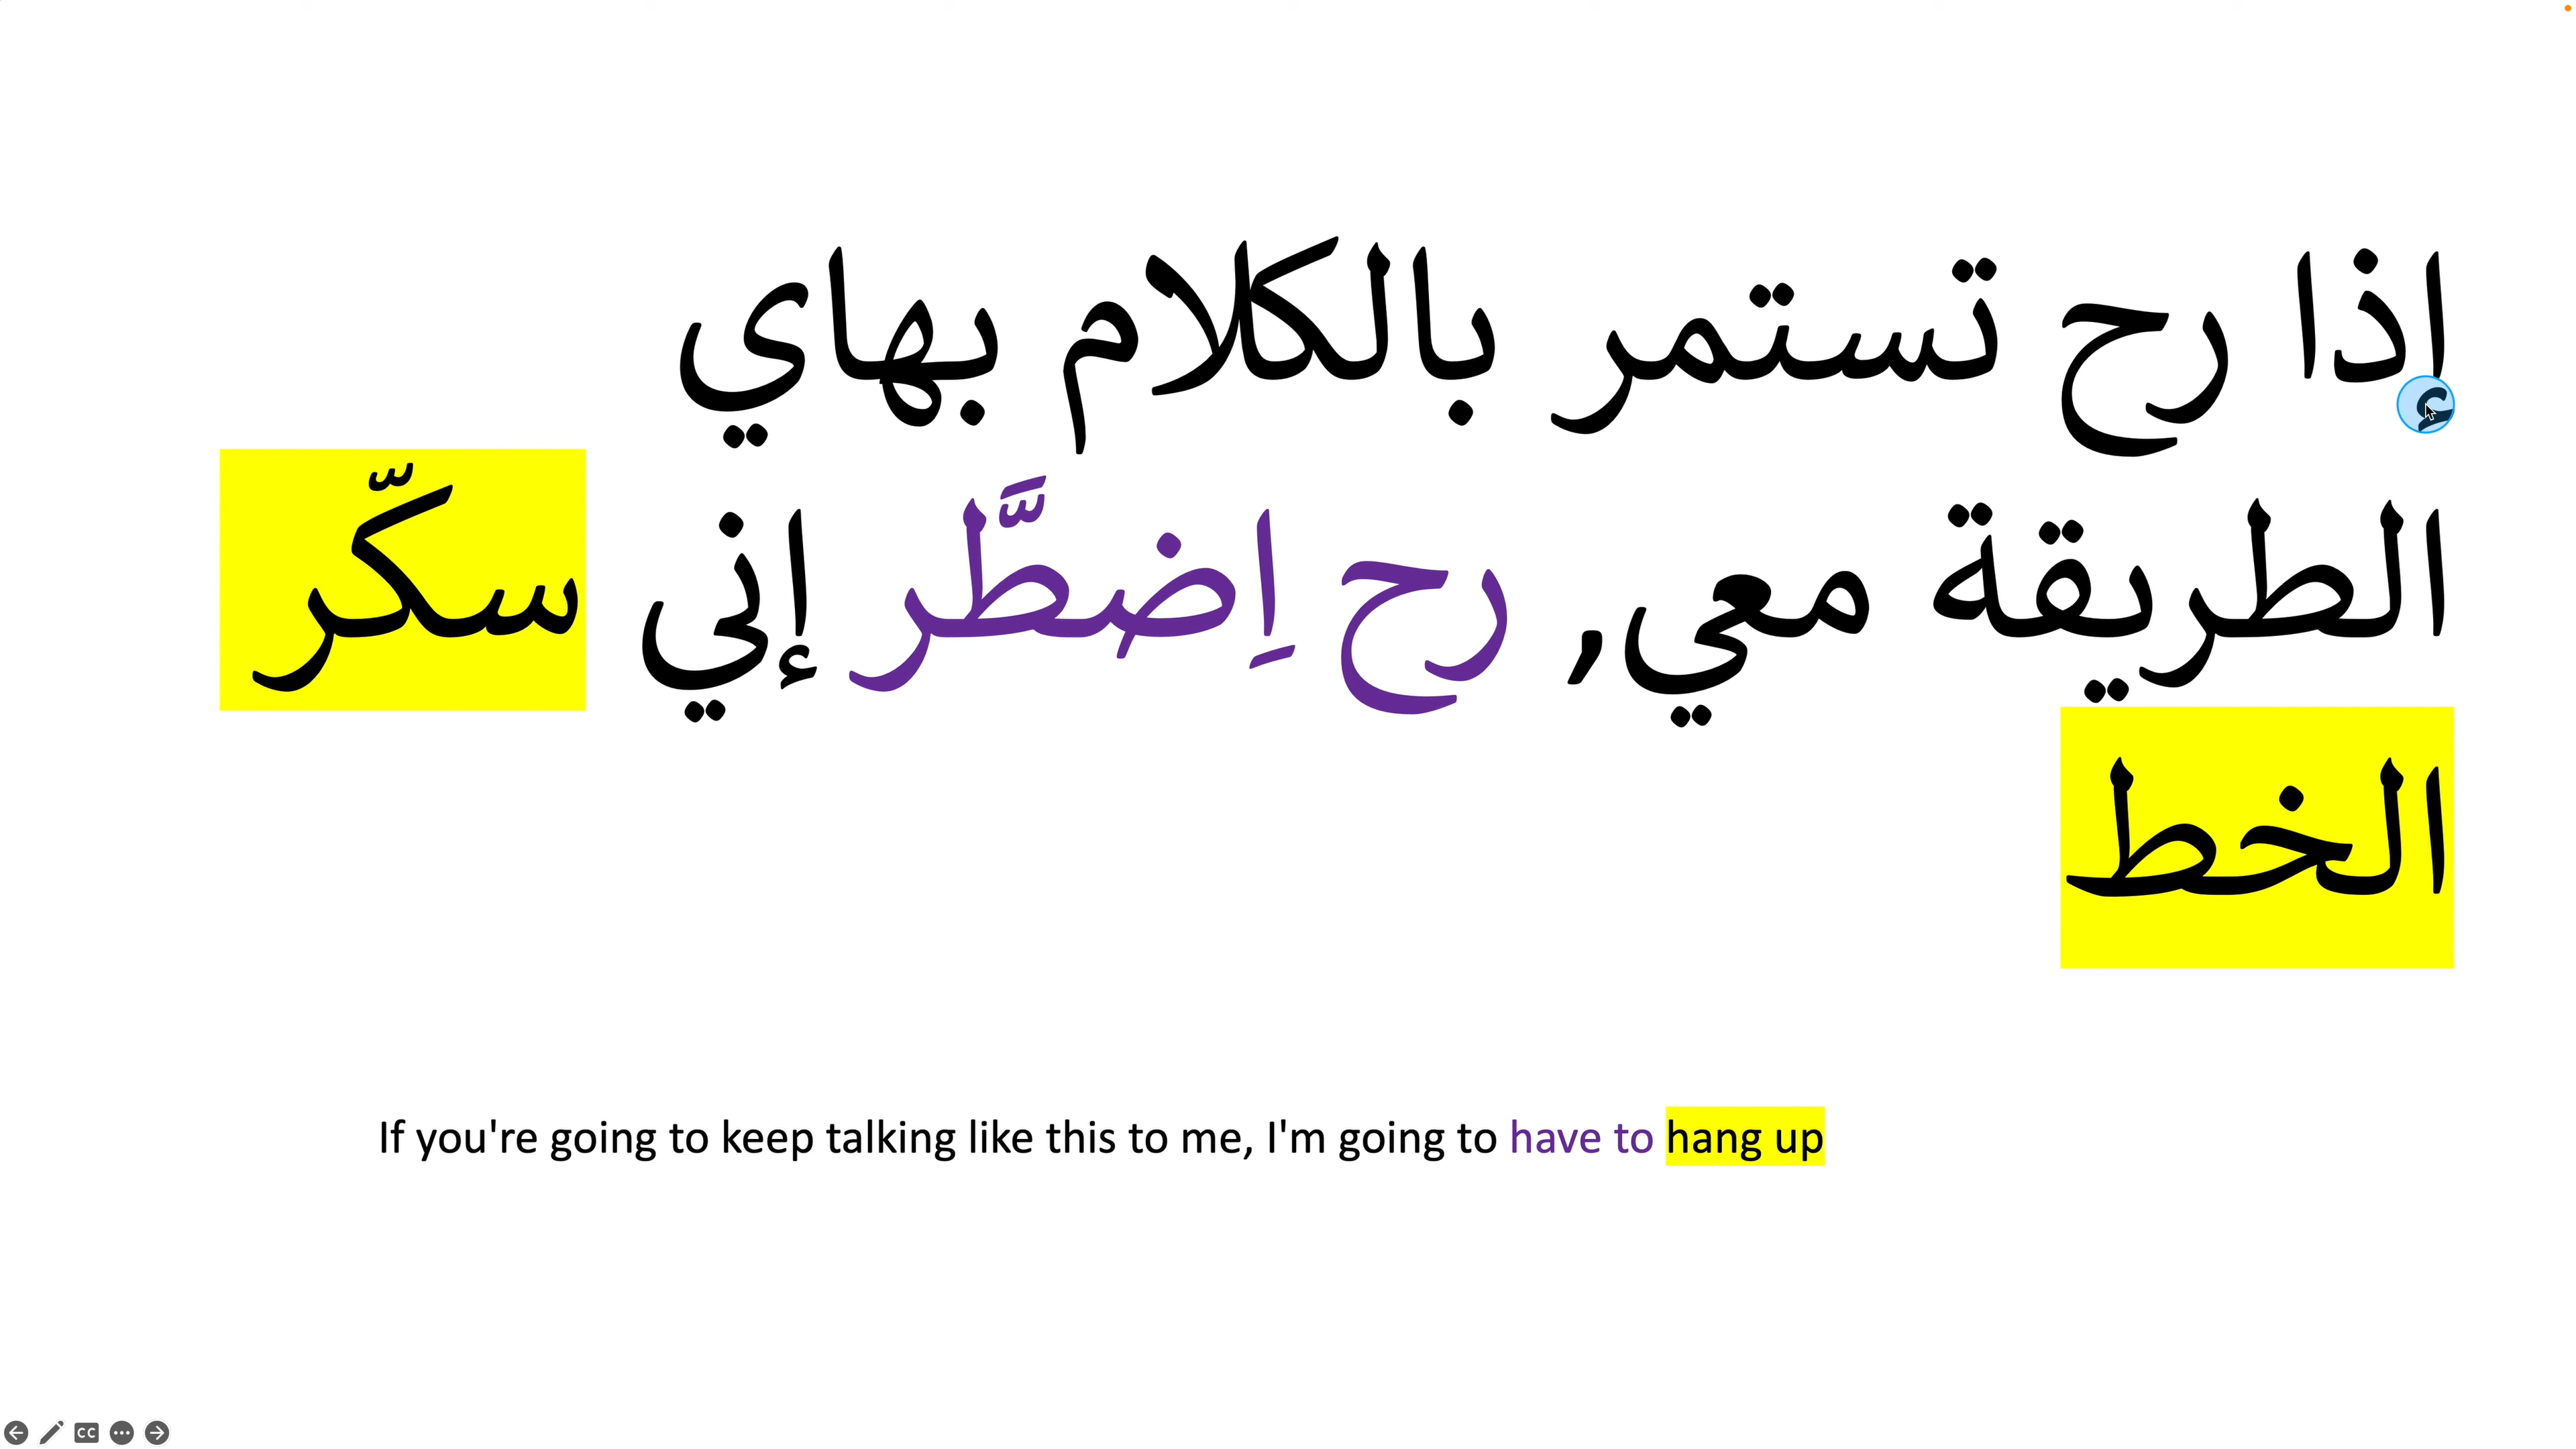 إذا رح تستمر بالكلام بهاي
الطريقة معي, رح اِضطَّر إني سكّر
الخط
If you're going to keep talking like this to me, I'm going to have to hang up
CC